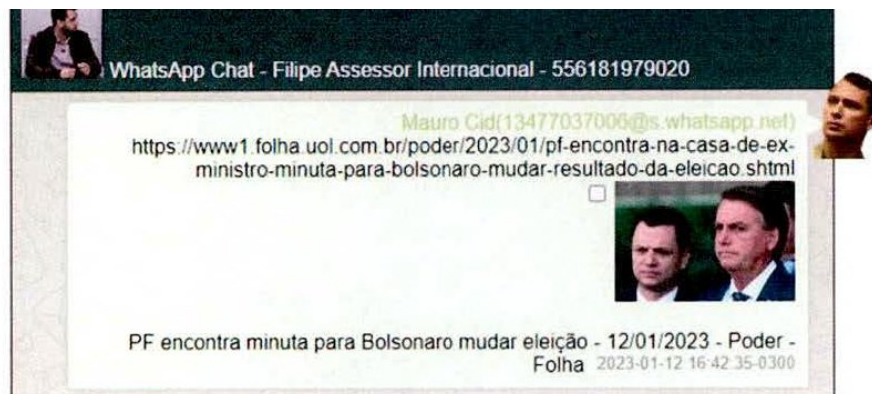 WhatsApp Chat - Filipe Assessor Internacional - 556181979020
Mauro Cid(13477037006@s.whatsapp.net)
https://www1.folha.uol.com.br/poder/2023/01/pf-encontra-na-casa-de-ex-
ministro-minuta-para-bolsonaro-mudar-resultado-da-eleicao.shtml
PF encontra minuta para Bolsonaro mudar eleição - 12/01/2023 - Poder -
Folha 2023-01-12 16:42:35-0300